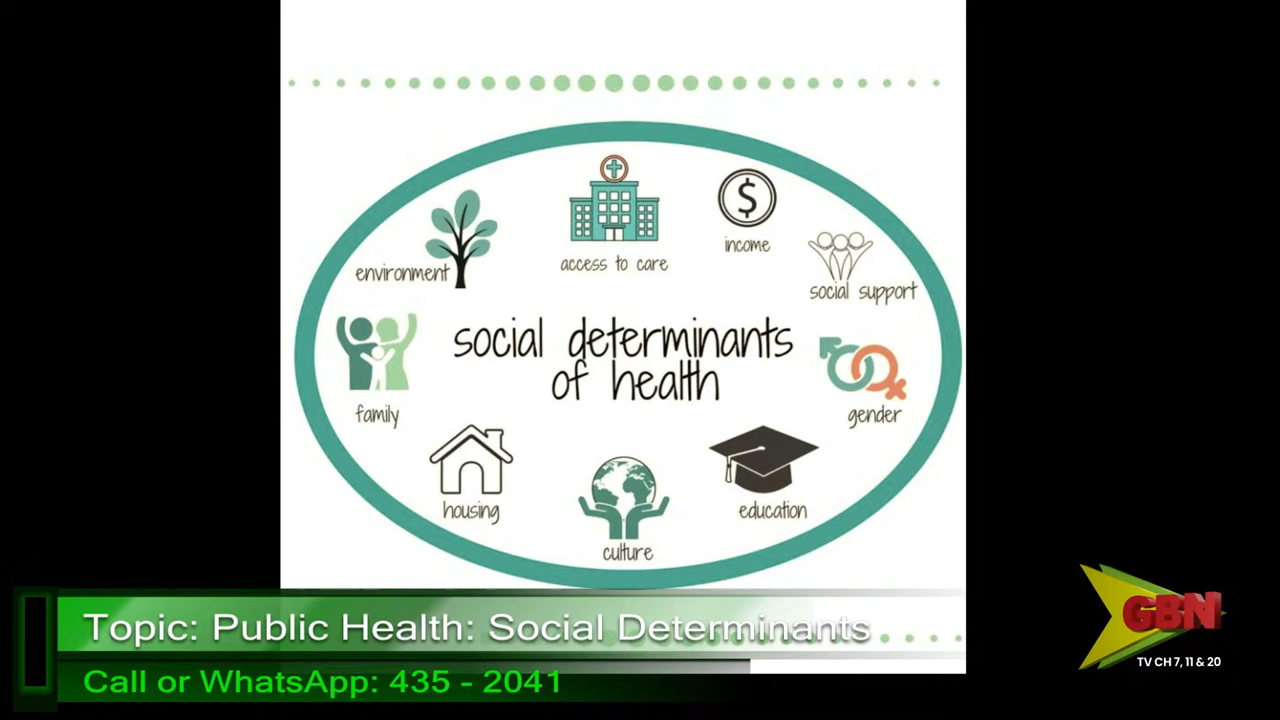 access to care
income
environment
social support
social determinants
of health
family
gender
housing
education
culture
Topic: Public Health: Social Determinants
Call or WhatsApp: 435 - 2041
GBN
TV CH 7, 11 & 20
$